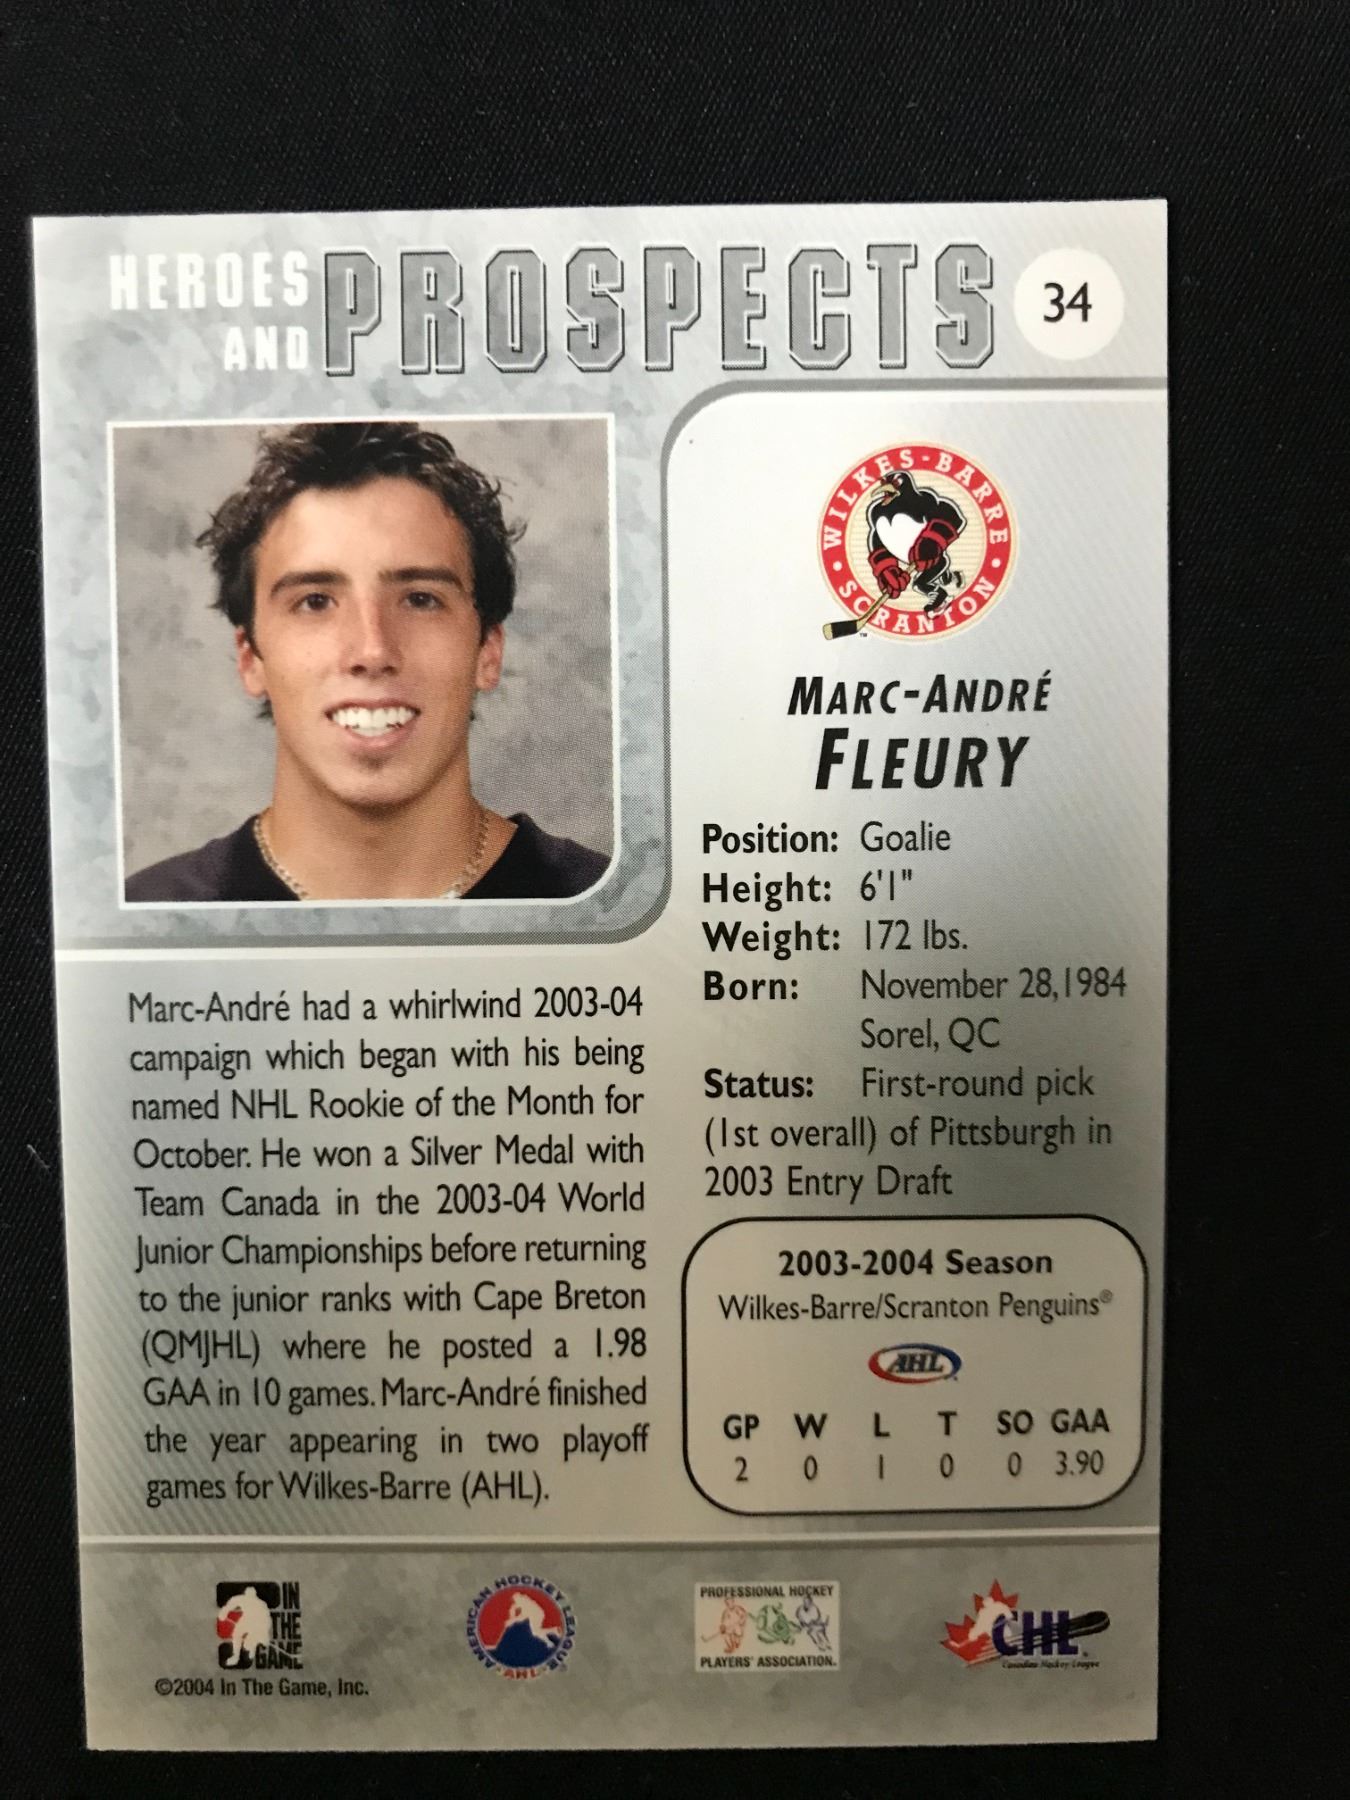 HEROES
AND PROSPECTS
34
WILKES-BARRE
SCRANTON
™
MARC-ANDRÉ
FLEURY
Position: Goalie
Height: 6'1"
Weight: 172 lbs.
Born: November 28, 1984
Sorel, QC
Status: First-round pick
(1st overall) of Pittsburgh in
2003 Entry Draft
Marc-André had a whirlwind 2003-04
campaign which began with his being
named NHL Rookie of the Month for
October. He won a Silver Medal with
Team Canada in the 2003-04 World
Junior Championships before returning
to the junior ranks with Cape Breton
(QMJHL) where he posted a 1.98
GAA in 10 games. Marc-André finished
the year appearing in two playoff
games for Wilkes-Barre (AHL).
2003-2004 Season
Wilkes-Barre/Scranton Penguins®
AHL
GP W L T SO GAA
2 0 1 0 0 3.90
IN
THE
GAME
©2004 In The Game, Inc.
AMERICAN HOCKEY LEAGUE
AHL
PROFESSIONAL HOCKEY
PLAYERS' ASSOCIATION.
CHL
Canadian Hockey League